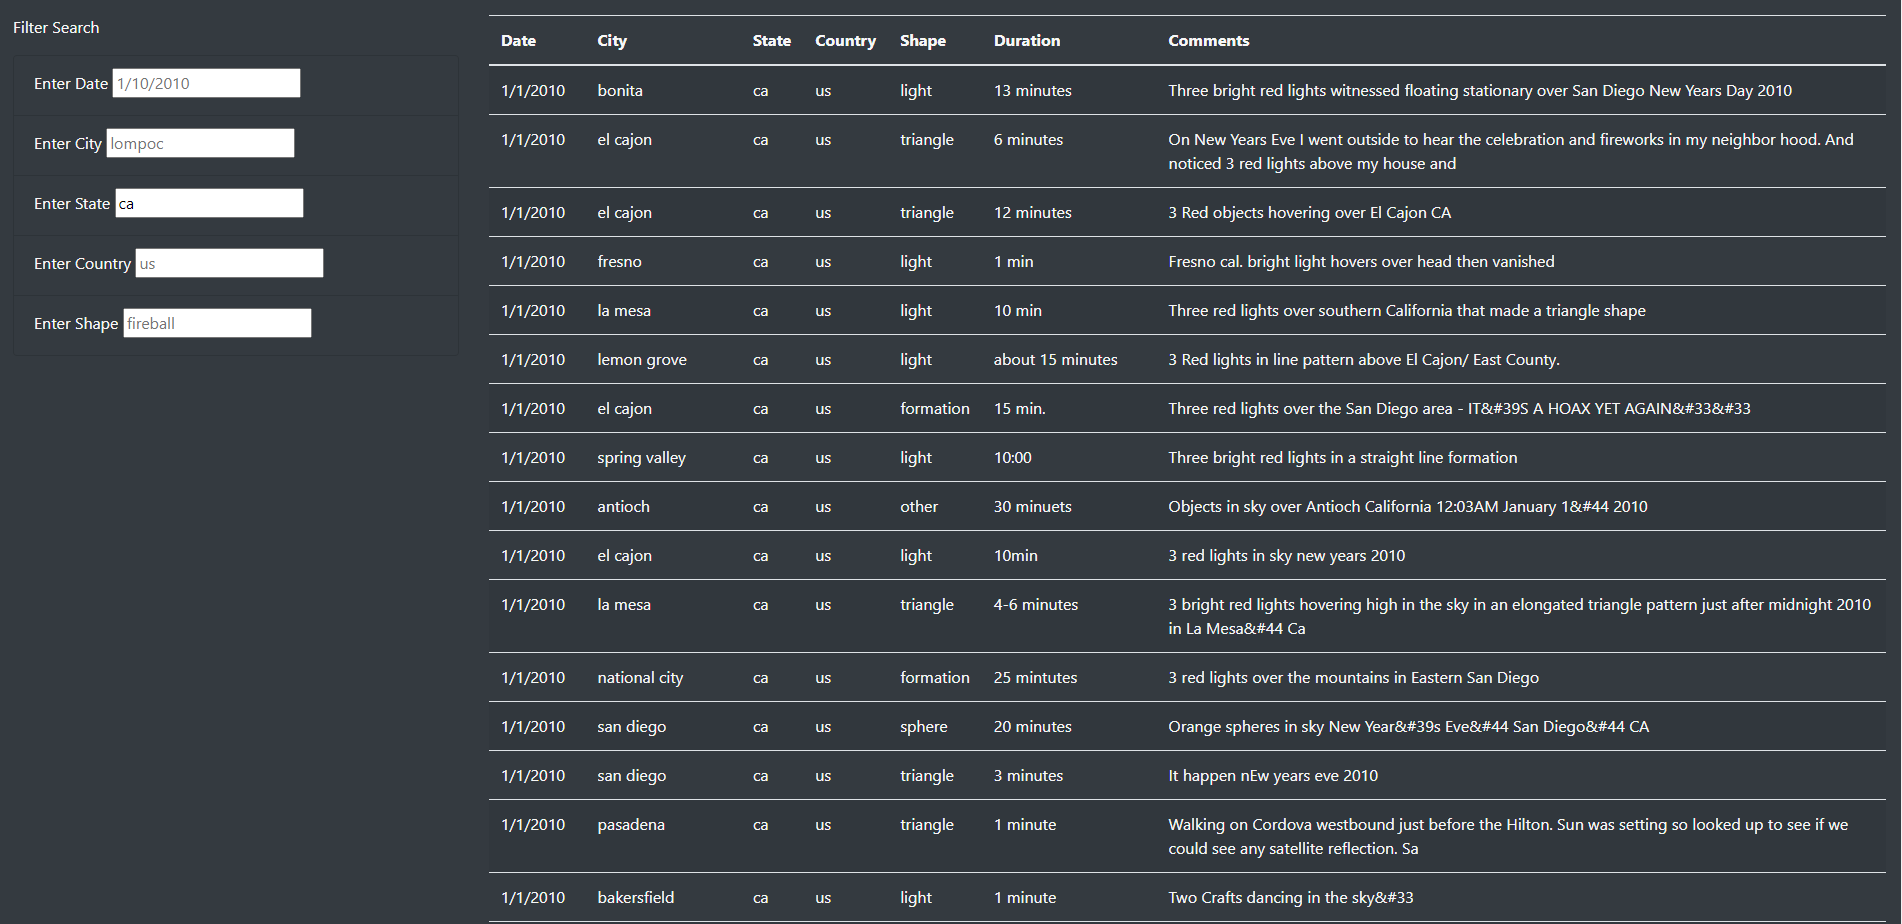 Filter Search
Enter Date 1/10/2010
Enter City lompoc
Enter State ca
Enter Country us
Enter Shape fireball
Date City State Country Shape Duration Comments
1/1/2010 bonita ca us light 13 minutes Three bright red lights witnessed floating stationary over San Diego New Years Day 2010
1/1/2010 el cajon ca us triangle 6 minutes On New Years Eve I went outside to hear the celebration and fireworks in my neighbor hood. And
noticed 3 red lights above my house and
1/1/2010 el cajon ca us triangle 12 minutes 3 Red objects hovering over El Cajon CA
1/1/2010 fresno ca us light 1 min Fresno cal. bright light hovers over head then vanished
1/1/2010 la mesa ca us light 10 min Three red lights over southern California that made a triangle shape
1/1/2010 lemon grove ca us light about 15 minutes 3 Red lights in line pattern above El Cajon/ East County.
1/1/2010 el cajon ca us formation 15 min. Three red lights over the San Diego area - IT&#39S A HOAX YET AGAIN&#33&#33
1/1/2010 spring valley ca us light 10:00 Three bright red lights in a straight line formation
1/1/2010 antioch ca us other 30 minuets Objects in sky over Antioch California 12:03AM January 1&#44 2010
1/1/2010 el cajon ca us light 10min 3 red lights in sky new years 2010
1/1/2010 la mesa ca us triangle 4-6 minutes 3 bright red lights hovering high in the sky in an elongated triangle pattern just after midnight 2010
in La Mesa&#44 Ca
1/1/2010 national city ca us formation 25 mintutes 3 red lights over the mountains in Eastern San Diego
1/1/2010 san diego ca us sphere 20 minutes Orange spheres in sky New Year&#39s Eve&#44 San Diego&#44 CA
1/1/2010 san diego ca us triangle 3 minutes It happen nEw years eve 2010
1/1/2010 pasadena ca us triangle 1 minute Walking on Cordova westbound just before the Hilton. Sun was setting so looked up to see if we
could see any satellite reflection. Sa
1/1/2010 bakersfield ca us light 1 minute Two Crafts dancing in the sky&#33